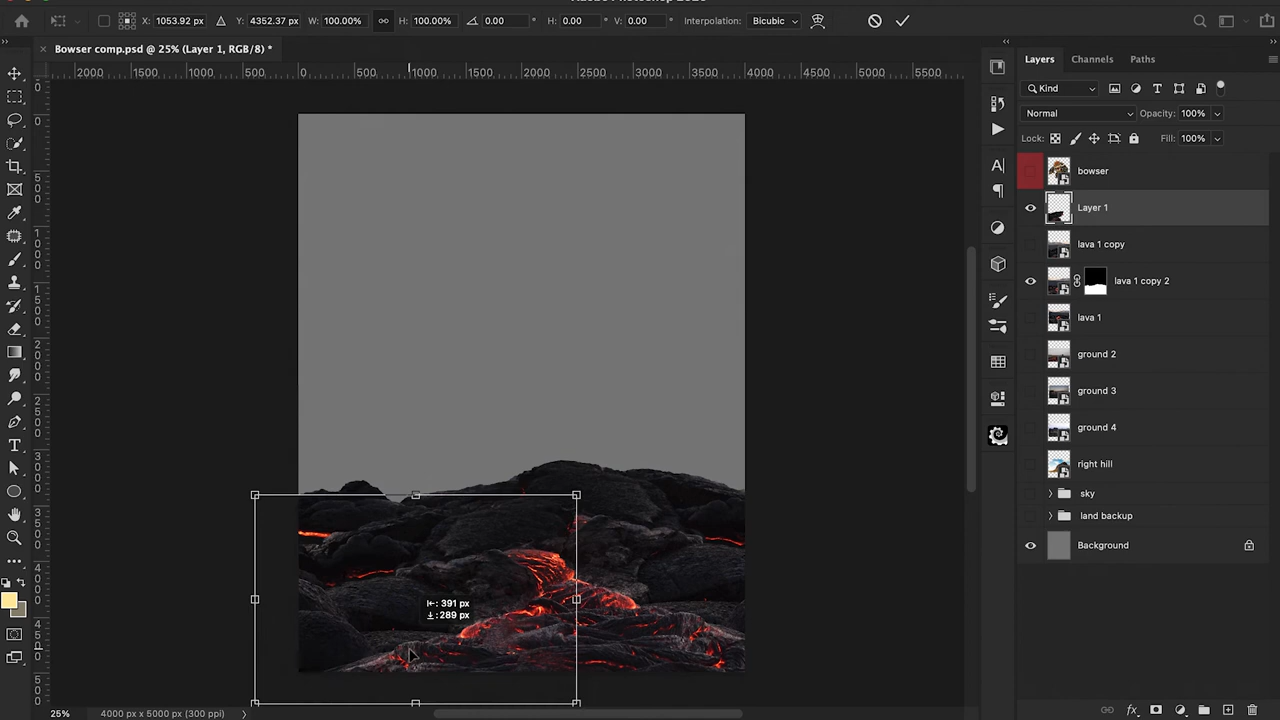 X: 1053.92 px Y: 4352.37 px W: 100.00% H: 100.00% 0.00 ° H: 0.00 ° V: 0.00 ° Interpolation: Bicubic
× Bowser comp.psd @ 25% (Layer 1, RGB/8) *
2000 1500 1000 500 0 500 1000 1500 2000 2500 3000 3500 4000 4500 5000 5500
Layers Channels Paths
Kind
Normal Opacity: 100%
Lock: Fill: 100%
bowser
Layer 1
lava 1 copy
lava 1 copy 2
lava 1
ground 2
ground 3
ground 4
right hill
sky
land backup
Background
391 px
289 px
25% 4000 px x 5000 px (300 ppi)